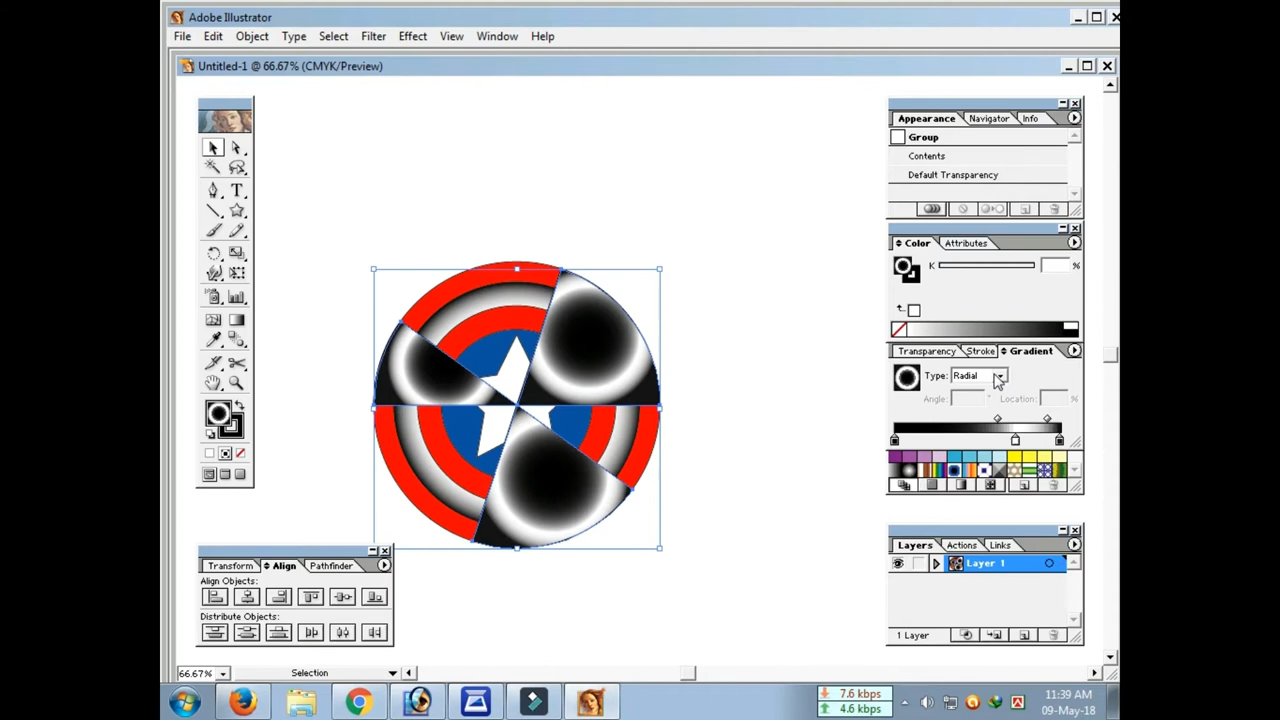 Adobe Illustrator
File Edit Object Type Select Filter Effect View Window Help
Untitled-1 @ 66.67% (CMYK/Preview)
Appearance Navigator Info
Group
Contents
Default Transparency
Color Attributes
K %
Transparency Stroke Gradient
Type: Radial
Angle: ° Location: %
Layers Actions Links
Layer 1
1 Layer
Transform Align Pathfinder
Align Objects:
Distribute Objects:
66.67% Selection
7.6 kbps
4.6 kbps
11:39 AM
09-May-18